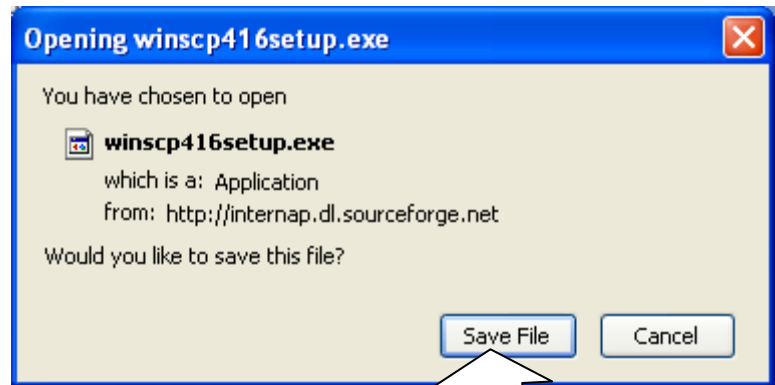 Opening winscp416setup.exe
You have chosen to open
winscp416setup.exe
which is a: Application
from: http://internap.dl.sourceforge.net
Would you like to save this file?
Save File Cancel